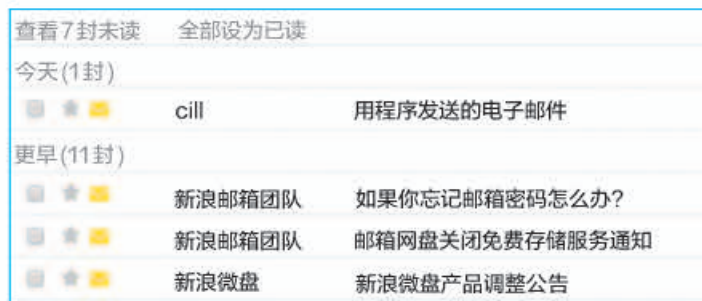 查看7封未读 全部设为已读
今天(1封)
cill 用程序发送的电子邮件
更早(11封)
新浪邮箱团队 如果你忘记邮箱密码怎么办?
新浪邮箱团队 邮箱网盘关闭免费存储服务通知
新浪微盘 新浪微盘产品调整公告